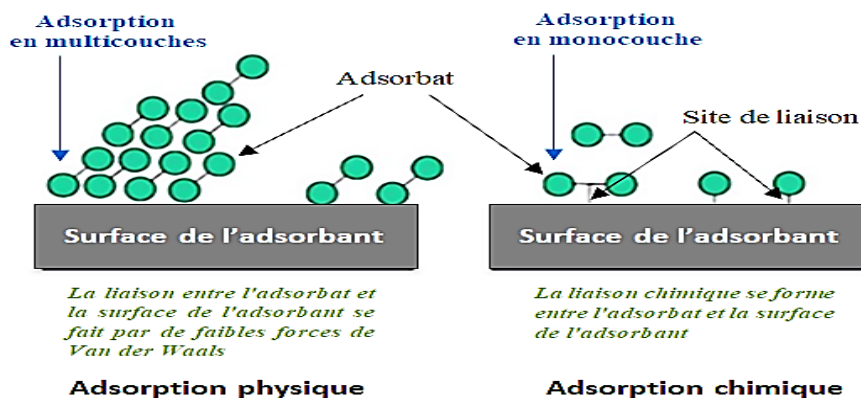 Adsorption
en multicouches
Adsorption
en monocouche
Adsorbat
Site de liaison
Surface de l’adsorbant
Surface de l’adsorbant
La liaison entre l'adsorbat et
la surface de l'adsorbant se
fait par de faibles forces de
Van der Waals
La liaison chimique se forme
entre l'adsorbat et la surface
de l'adsorbant
Adsorption physique
Adsorption chimique